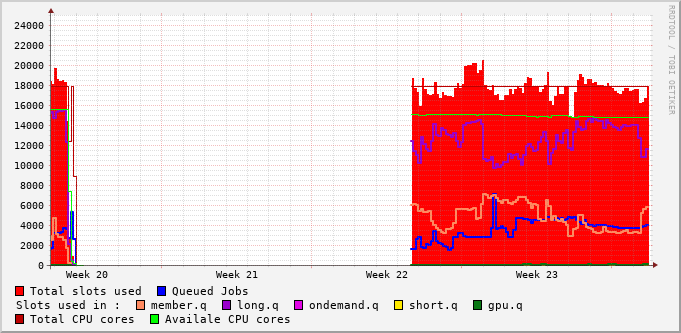 24000
22000
20000
18000
16000
14000
12000
10000
8000
6000
4000
2000
0
Week 20 Week 21 Week 22 Week 23
Total slots used Queued Jobs
Slots used in : member.q long.q ondemand.q short.q gpu.q
Total CPU cores Availale CPU cores
RRDTOOL / TOBI OETIKER